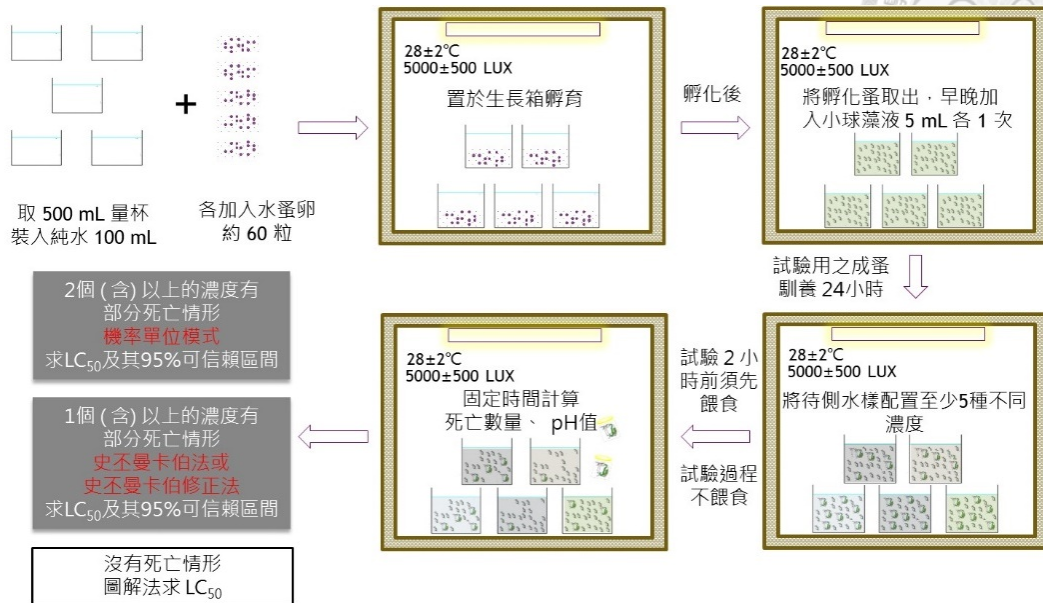 取 500 mL 量杯
裝入純水 100 mL
+
各加入水蚤卵
約 60 粒
28±2℃
5000±500 LUX
置於生長箱孵育
孵化後
28±2℃
5000±500 LUX
將孵化蚤取出，早晚加
入小球藻液 5 mL 各 1 次
試驗用之成蚤
馴養 24小時
28±2℃
5000±500 LUX
將待側水樣配置至少5種不同
濃度
試驗 2 小
時前須先
餵食
試驗過程
不餵食
28±2℃
5000±500 LUX
固定時間計算
死亡數量、 pH值
2個 (含) 以上的濃度有
部分死亡情形
機率單位模式
求LC50及其95%可信賴區間
1個 (含) 以上的濃度有
部分死亡情形
史丕曼卡伯法或
史丕曼卡伯修正法
求LC50及其95%可信賴區間
沒有死亡情形
圖解法求 LC50